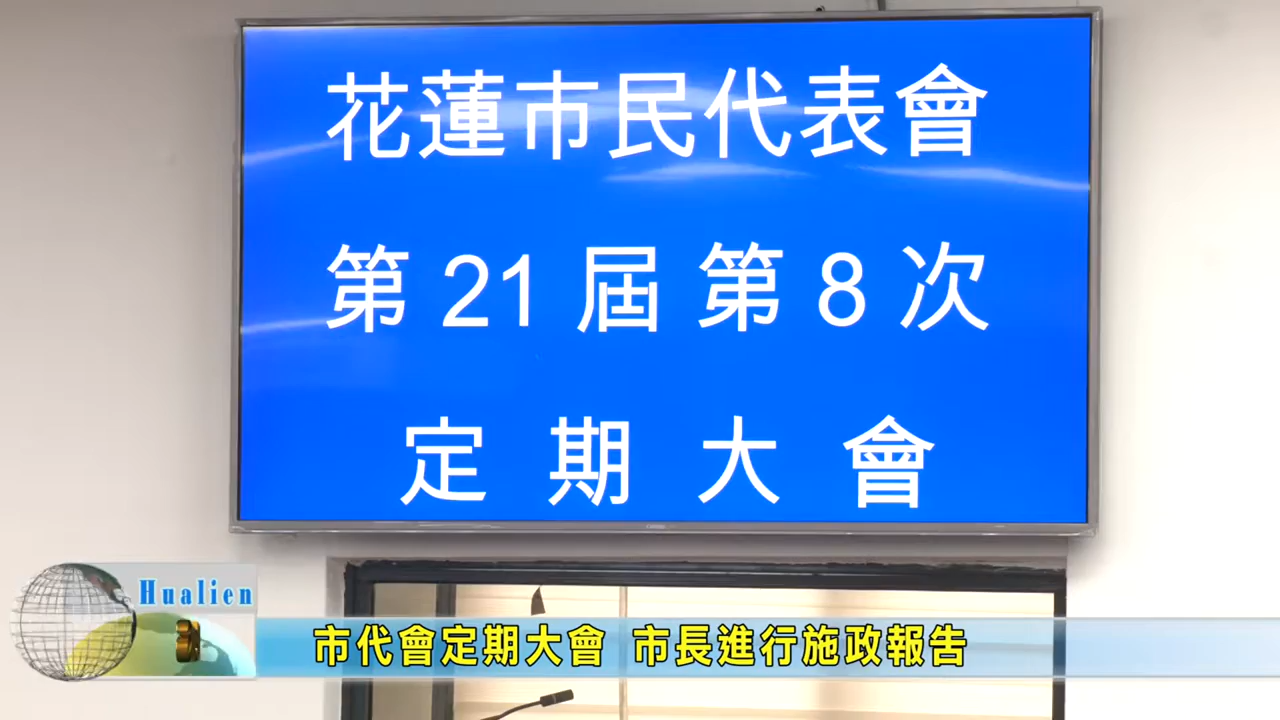 花蓮市民代表會
第 21 屆 第 8 次
定 期 大 會
Hualien
市代會定期大會 市長進行施政報告